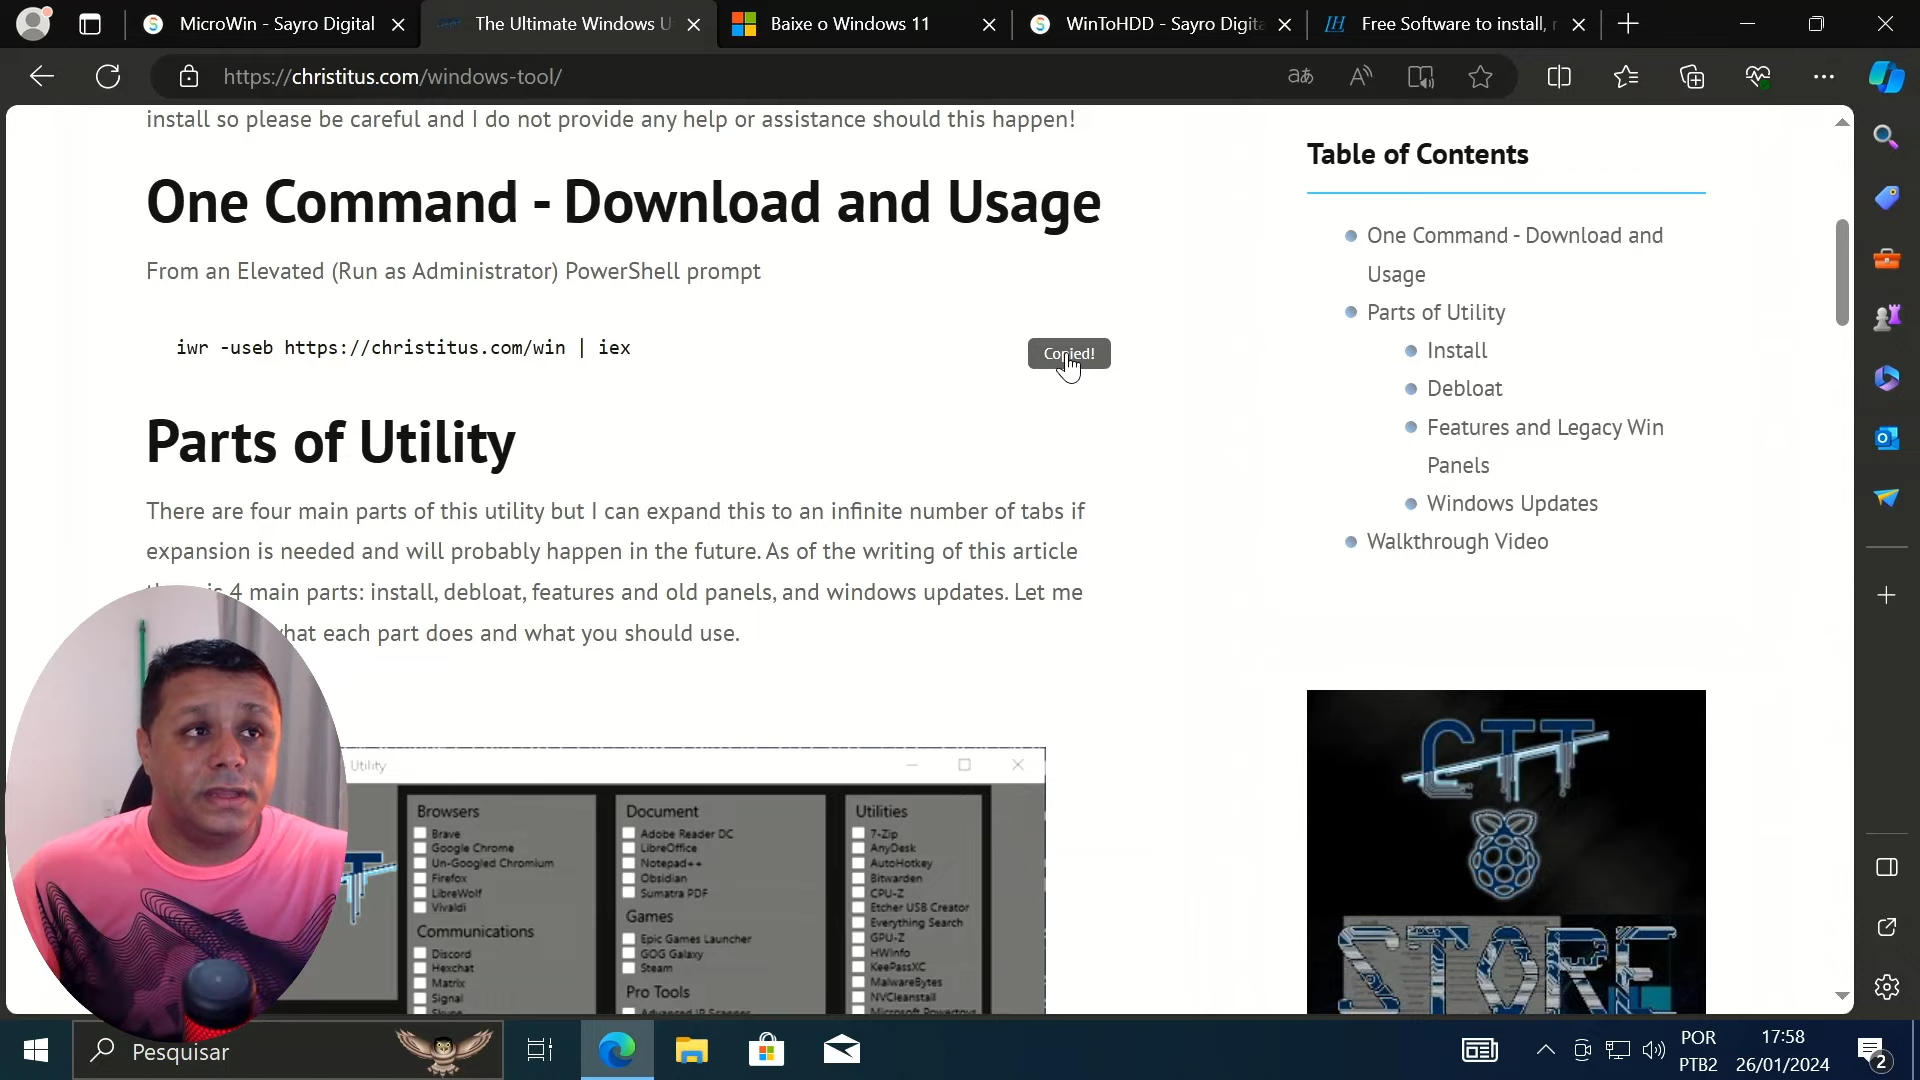 MicroWin - Sayro Digital
The Ultimate Windows U
Baixe o Windows 11
WinToHDD - Sayro Digita
Free Software to install, r
https://christitus.com/windows-tool/
install so please be careful and I do not provide any help or assistance should this happen!
One Command - Download and Usage
From an Elevated (Run as Administrator) PowerShell prompt
iwr -useb https://christitus.com/win | iex
Copied!
Parts of Utility
There are four main parts of this utility but I can expand this to an infinite number of tabs if
expansion is needed and will probably happen in the future. As of the writing of this article
4 main parts: install, debloat, features and old panels, and windows updates. Let me
what each part does and what you should use.
Utility
Browsers
Brave
Google Chrome
Un-Googled Chromium
Firefox
LibreWolf
Vivaldi
Communications
Discord
Hexchat
Matrix
Signal
Skype
Document
Adobe Reader DC
LibreOffice
Notepad++
Obsidian
Sumatra PDF
Games
Epic Games Launcher
GOG Galaxy
Steam
Pro Tools
Advanced IP Scanner
Utilities
7-Zip
AnyDesk
AutoHotkey
Bitwarden
CPU-Z
Etcher USB Creator
Everything Search
GPU-Z
HWInfo
KeePassXC
MalwareBytes
NVCleanstall
Microsoft Powertoys
Table of Contents
One Command - Download and
Usage
Parts of Utility
Install
Debloat
Features and Legacy Win
Panels
Windows Updates
Walkthrough Video
CTT
STORE
Pesquisar
POR
PTB2
17:58
26/01/2024
2